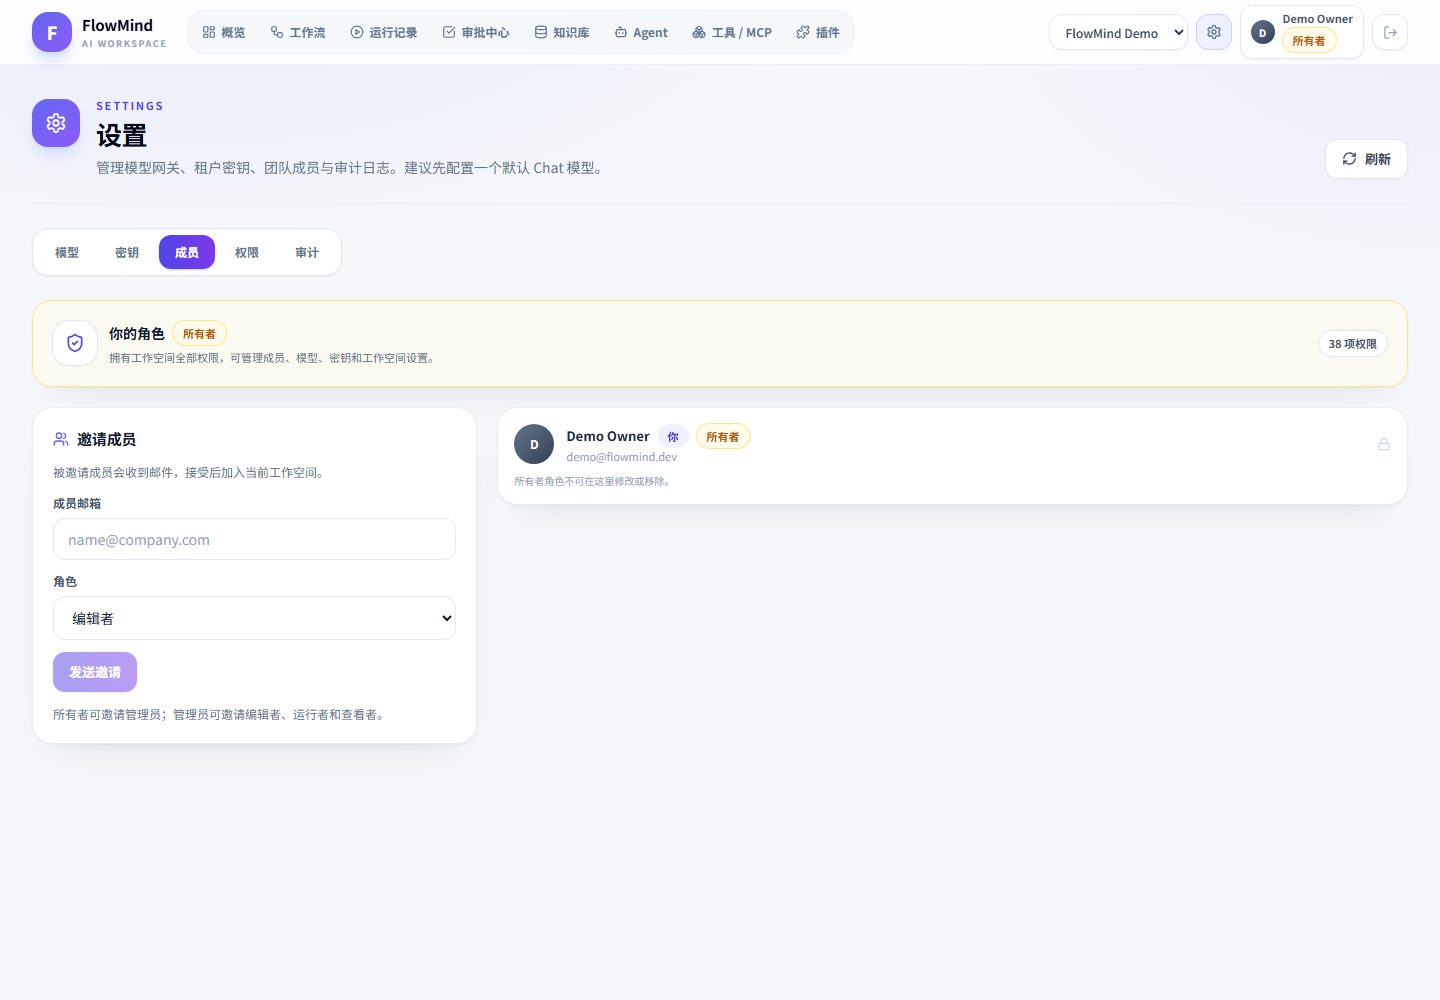 F
FlowMind
AI WORKSPACE
概览
工作流
运行记录
审批中心
知识库
Agent
工具 / MCP
插件
FlowMind Demo
D
Demo Owner
所有者
SETTINGS
设置
管理模型网关、租户密钥、团队成员与审计日志。建议先配置一个默认 Chat 模型。
刷新
模型
密钥
成员
权限
审计
你的角色 所有者
拥有工作空间全部权限，可管理成员、模型、密钥和工作空间设置。
38 项权限
邀请成员
被邀请成员会收到邮件，接受后加入当前工作空间。
成员邮箱
name@company.com
角色
编辑者
发送邀请
所有者可邀请管理员；管理员可邀请编辑者、运行者和查看者。
D
Demo Owner 你 所有者
demo@flowmind.dev
所有者角色不可在这里修改或移除。